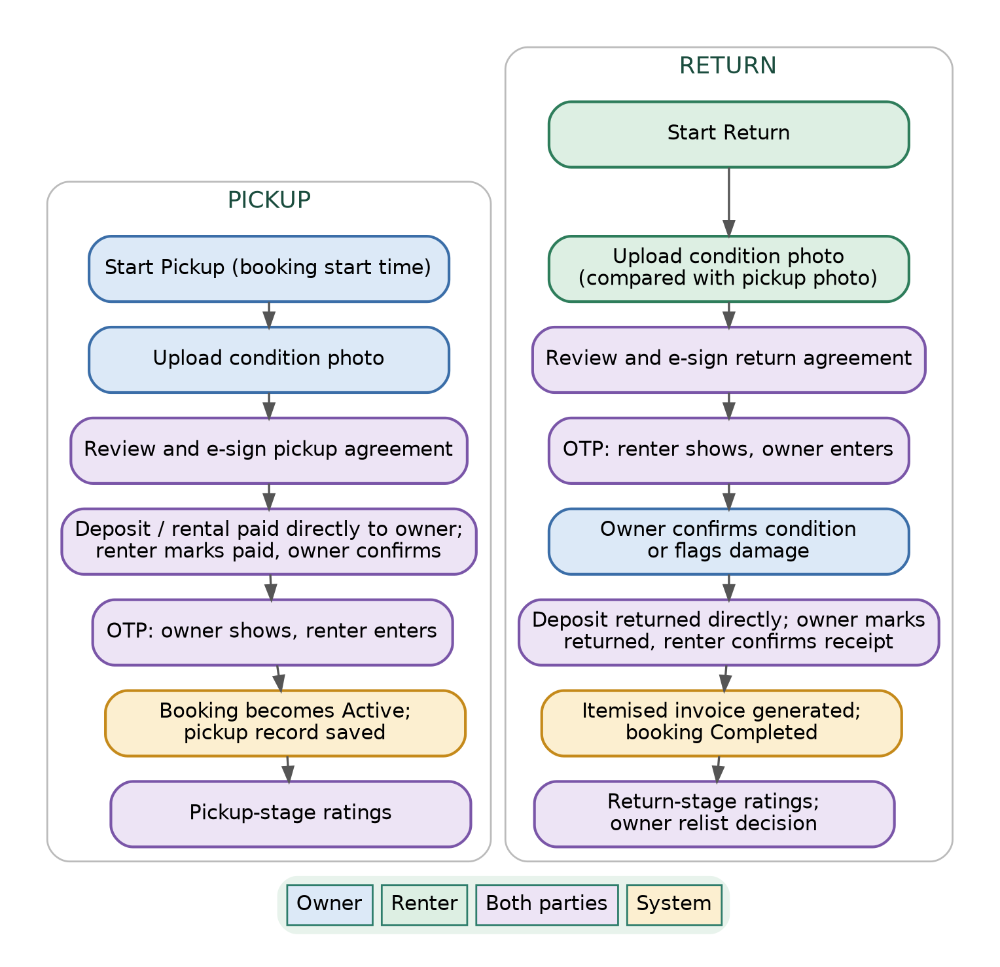 PICKUP
Start Pickup (booking start time)
Upload condition photo
Review and e-sign pickup agreement
Deposit / rental paid directly to owner;
renter marks paid, owner confirms
OTP: owner shows, renter enters
Booking becomes Active;
pickup record saved
Pickup-stage ratings
RETURN
Start Return
Upload condition photo
(compared with pickup photo)
Review and e-sign return agreement
OTP: renter shows, owner enters
Owner confirms condition
or flags damage
Deposit returned directly; owner marks
returned, renter confirms receipt
Itemised invoice generated;
booking Completed
Return-stage ratings;
owner relist decision
Owner
Renter
Both parties
System